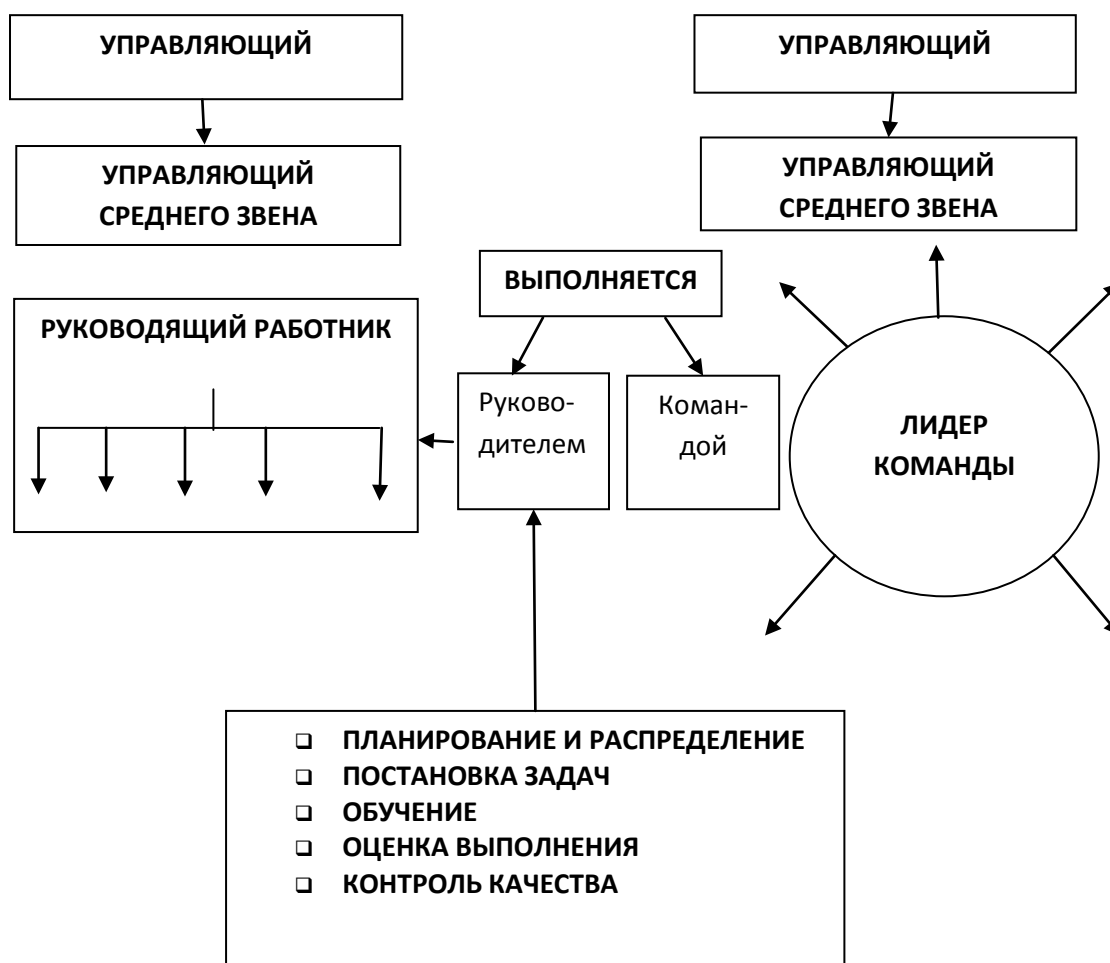 УПРАВЛЯЮЩИЙ
УПРАВЛЯЮЩИЙ
УПРАВЛЯЮЩИЙ
СРЕДНЕГО ЗВЕНА
УПРАВЛЯЮЩИЙ
СРЕДНЕГО ЗВЕНА
ВЫПОЛНЯЕТСЯ
РУКОВОДЯЩИЙ РАБОТНИК
Руково-
дителем
Коман-
дой
ЛИДЕР
КОМАНДЫ
ПЛАНИРОВАНИЕ И РАСПРЕДЕЛЕНИЕ
ПОСТАНОВКА ЗАДАЧ
ОБУЧЕНИЕ
ОЦЕНКА ВЫПОЛНЕНИЯ
КОНТРОЛЬ КАЧЕСТВА